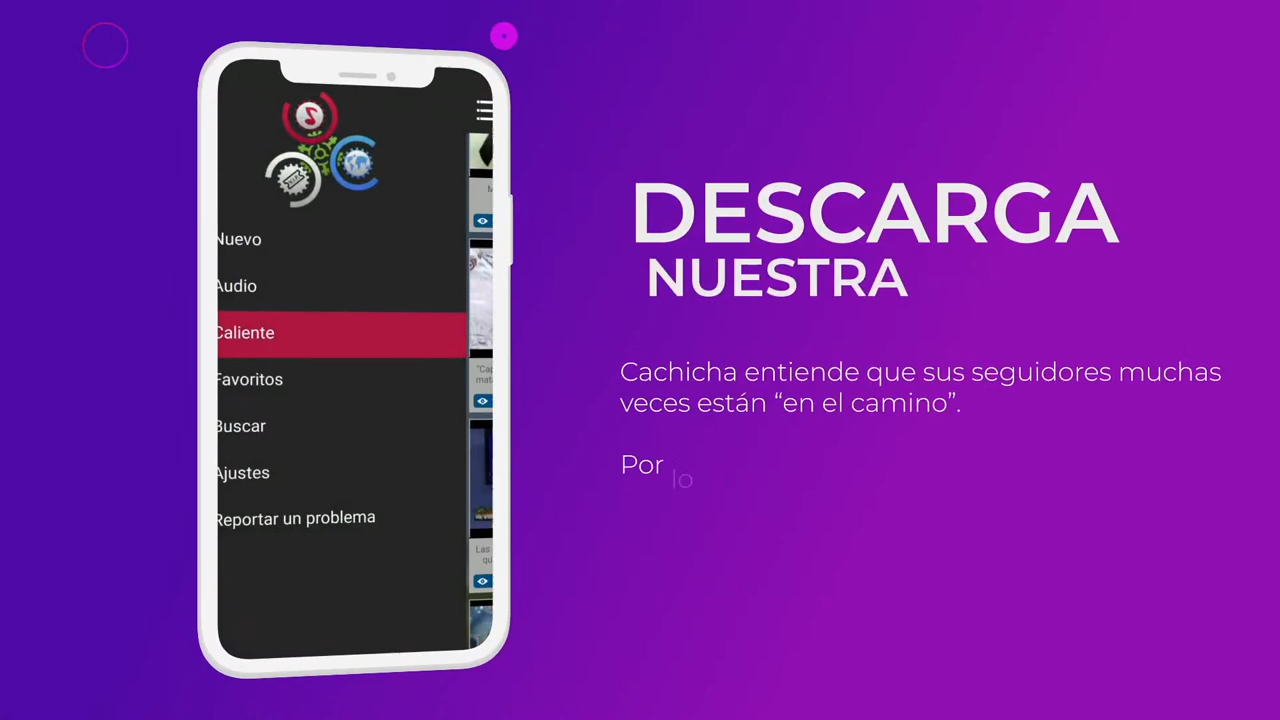 Nuevo
Audio
Caliente
Favoritos
Buscar
Ajustes
Reportar un problema
DESCARGA
NUESTRA
Cachicha entiende que sus seguidores muchas
veces están “en el camino”.
Por lo